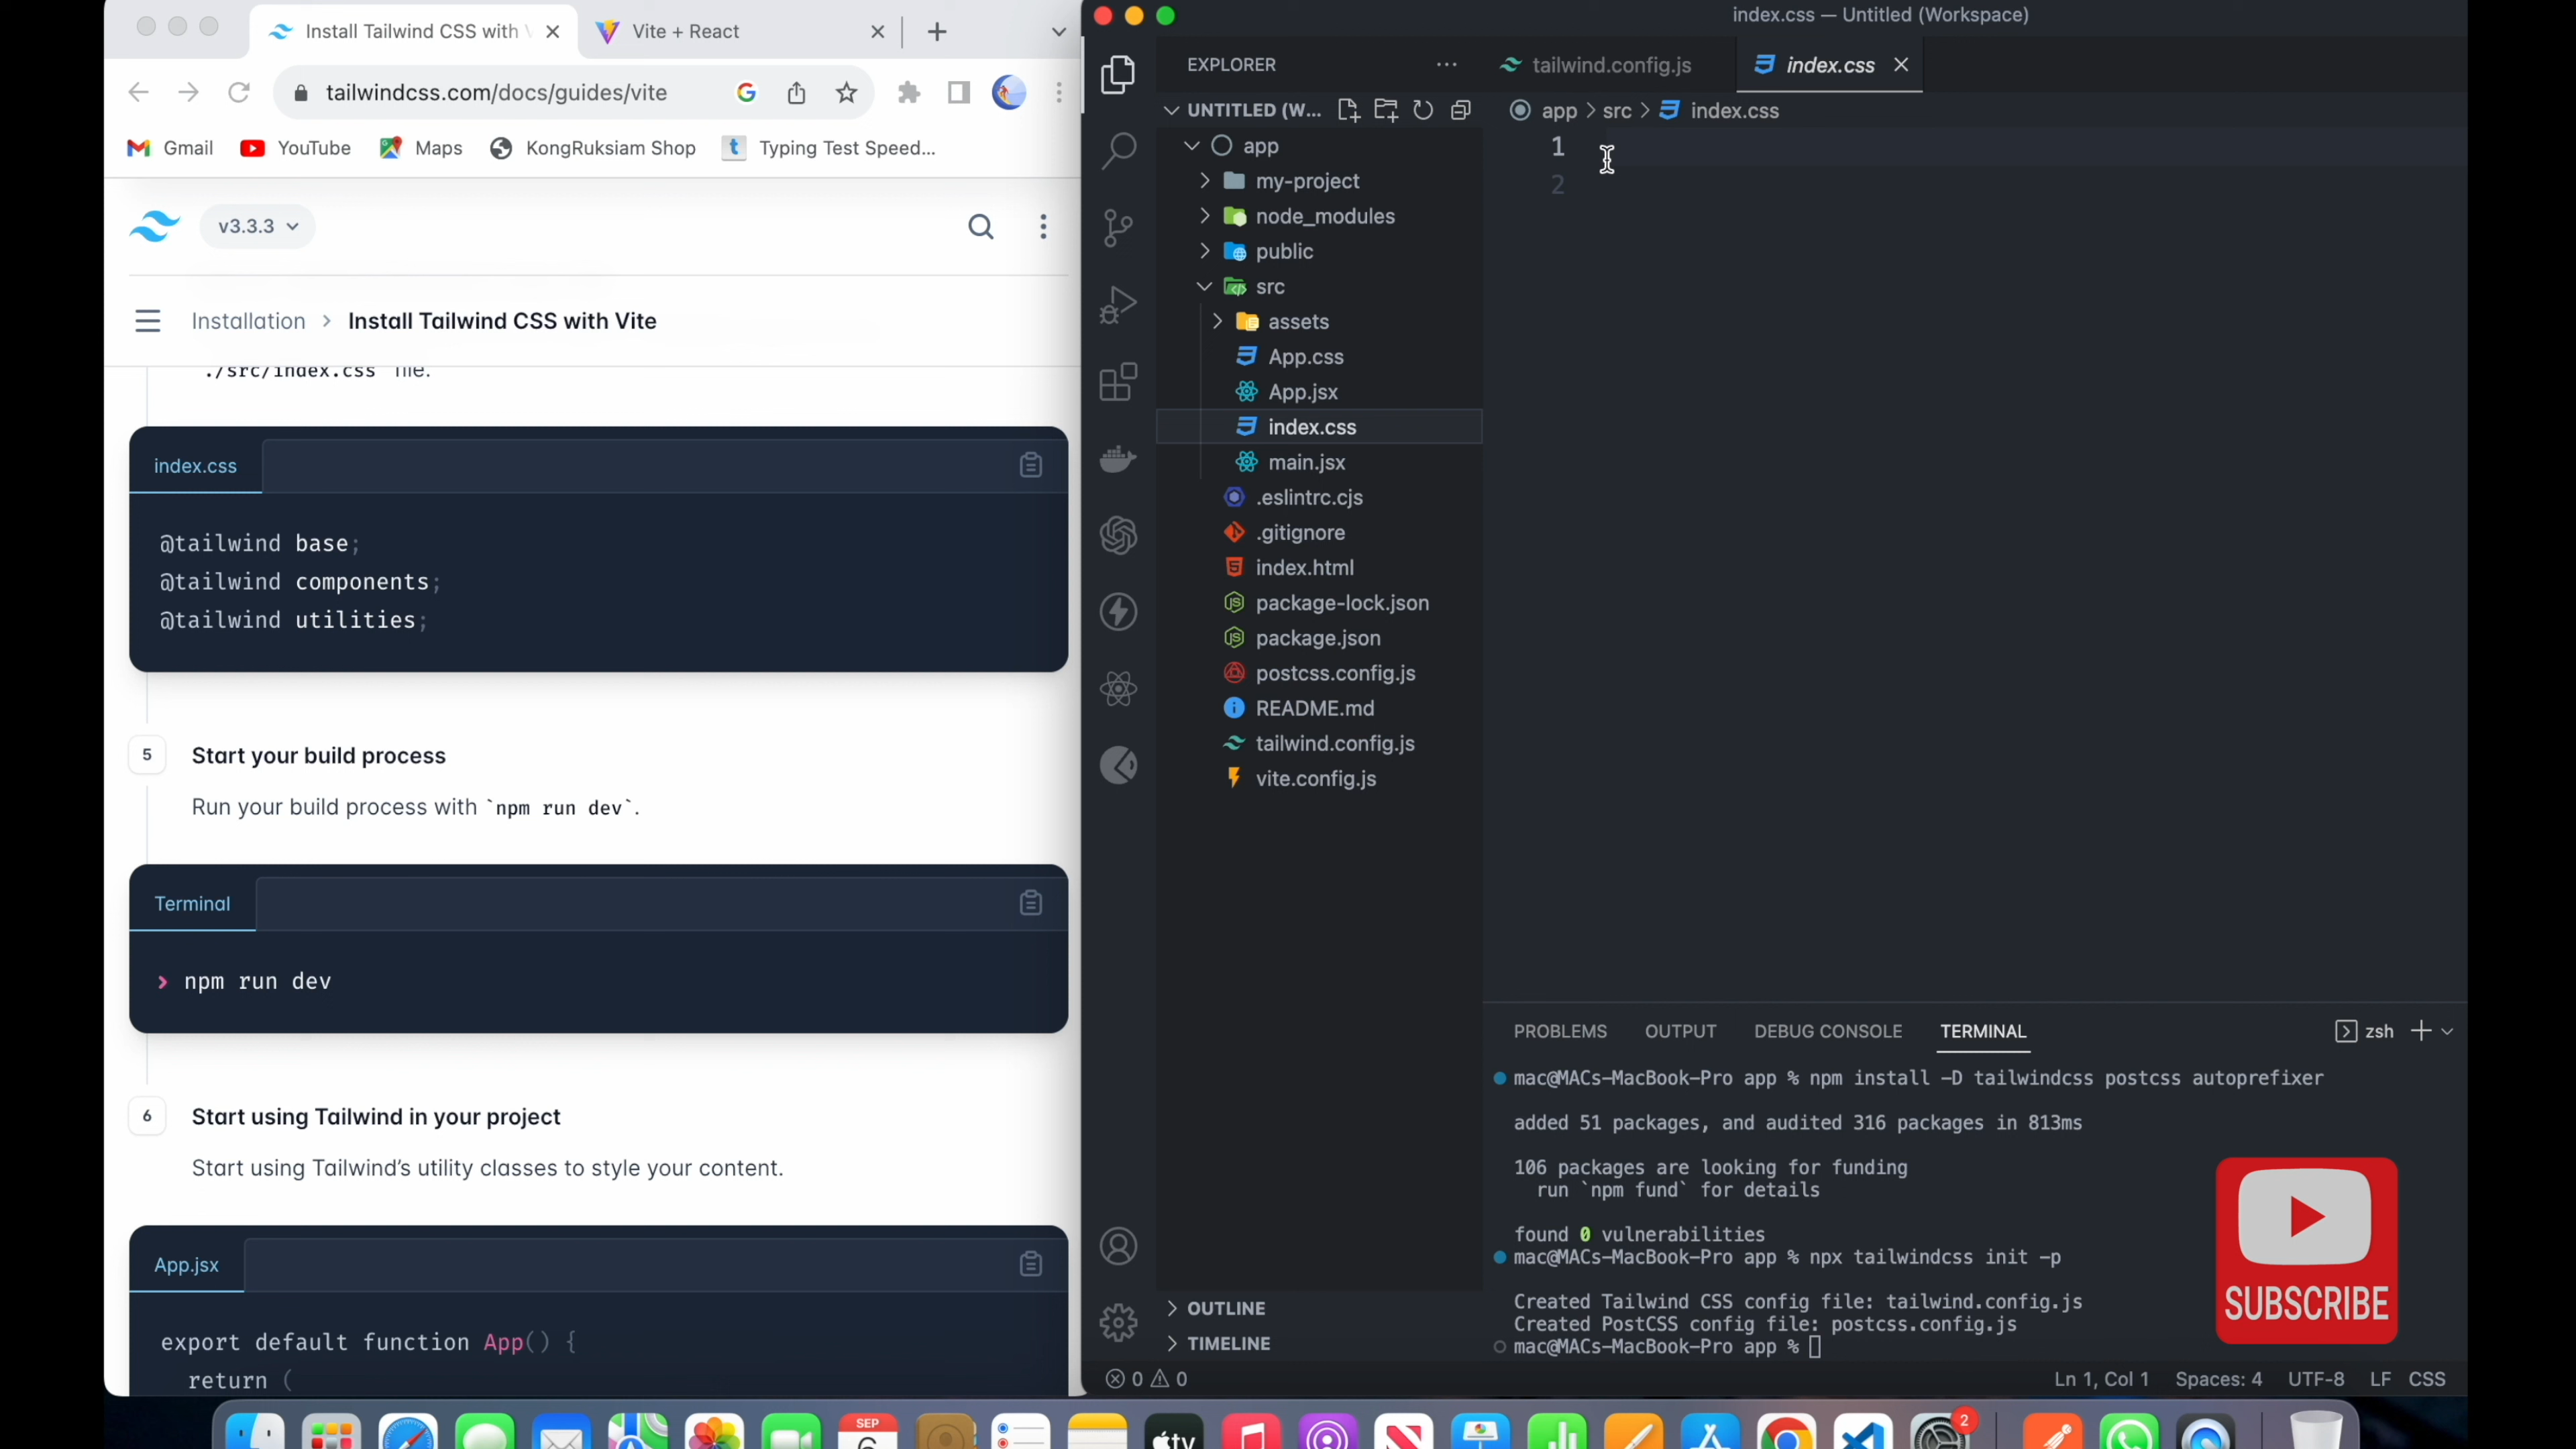 Install Tailwind CSS with V
Vite + React
tailwindcss.com/docs/guides/vite
Gmail
YouTube
Maps
KongRuksiam Shop
t
Typing Test Speed...
v3.3.3
Installation > Install Tailwind CSS with Vite
./src/index.css file.
index.css
@tailwind base;
@tailwind components;
@tailwind utilities;
5
Start your build process
Run your build process with `npm run dev`.
Terminal
> npm run dev
6
Start using Tailwind in your project
Start using Tailwind's utility classes to style your content.
App.jsx
export default function App() {
return (
index.css — Untitled (Workspace)
EXPLORER
tailwind.config.js
index.css
UNTITLED (W...
app > src > index.css
1
2
app
my-project
node_modules
public
src
assets
App.css
App.jsx
index.css
main.jsx
.eslintrc.cjs
.gitignore
index.html
package-lock.json
package.json
postcss.config.js
README.md
tailwind.config.js
vite.config.js
OUTLINE
TIMELINE
PROBLEMS
OUTPUT
DEBUG CONSOLE
TERMINAL
zsh
mac@MACs-MacBook-Pro app % npm install -D tailwindcss postcss autoprefixer
added 51 packages, and audited 316 packages in 813ms
106 packages are looking for funding
run `npm fund` for details
found 0 vulnerabilities
mac@MACs-MacBook-Pro app % npx tailwindcss init -p
Created Tailwind CSS config file: tailwind.config.js
Created PostCSS config file: postcss.config.js
mac@MACs-MacBook-Pro app %
SUBSCRIBE
0 0
Ln 1, Col 1
Spaces: 4
UTF-8
LF
CSS
SEP
6
tv
2